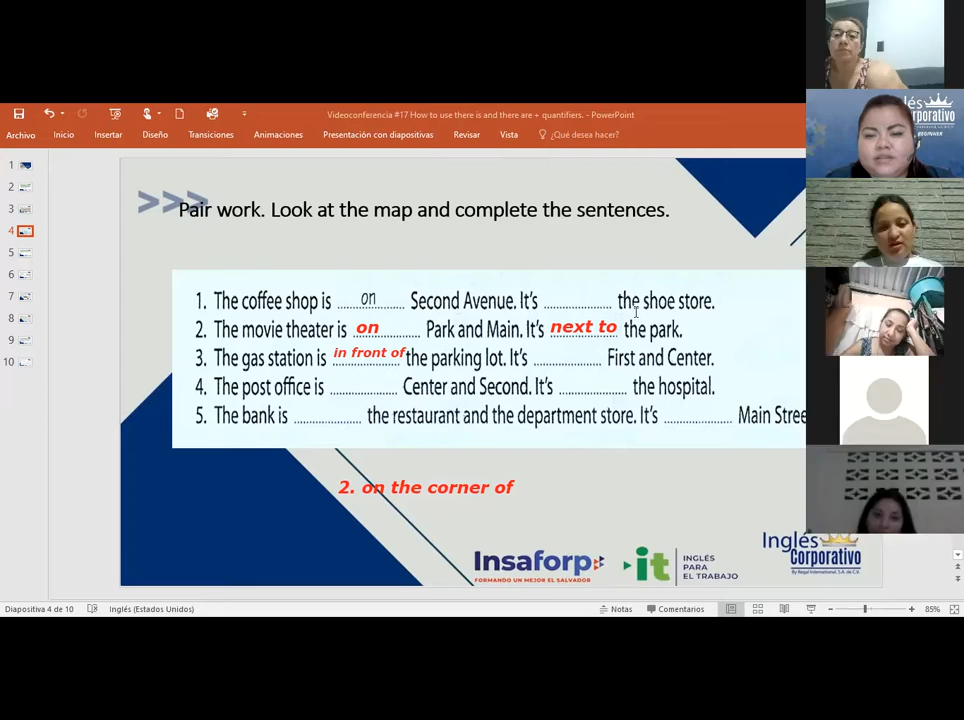 Videoconferencia #17 How to use there is and there are + quantifiers. - PowerPoint
Archivo Inicio Insertar Diseño Transiciones Animaciones Presentación con diapositivas Revisar Vista ¿Qué desea hacer?
1
2
3
4
5
6
7
8
9
10
>>> Pair work. Look at the map and complete the sentences.
1. The coffee shop is ...on... Second Avenue. It's .................... the shoe store.
2. The movie theater is on Park and Main. It's next to the park.
3. The gas station is in front of the parking lot. It's .................... First and Center.
4. The post office is .................... Center and Second. It's .................... the hospital.
5. The bank is .................... the restaurant and the department store. It's .................... Main Stree
2. on the corner of
Insaforp
FORMANDO UN MEJOR EL SALVADOR
it INGLÉS PARA EL TRABAJO
Inglés Corporativo
By Regal International, S.A. de C.V.
glés
orporativo
BEGINNER
Diapositiva 4 de 10 Inglés (Estados Unidos) Notas Comentarios 85%